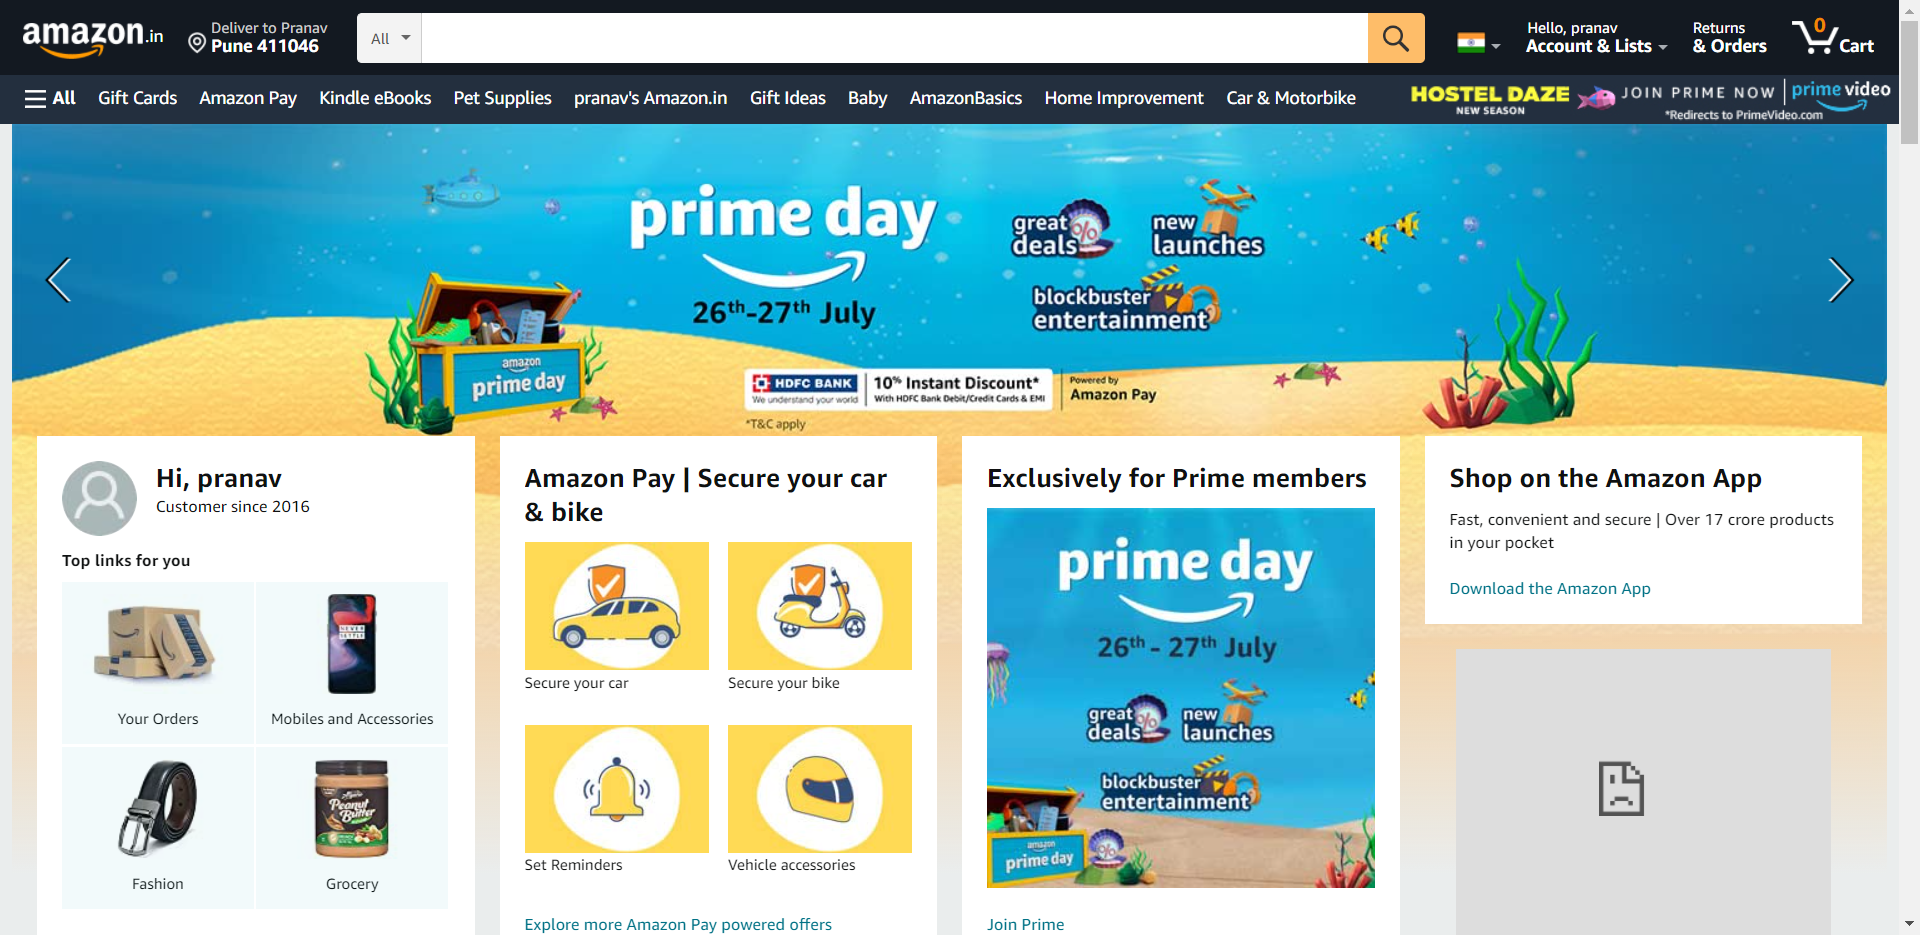 amazon.in
Deliver to Pranav
Pune 411046
All
Hello, pranav
Account & Lists
Returns
& Orders
0
Cart
All
Gift Cards
Amazon Pay
Kindle eBooks
Pet Supplies
pranav's Amazon.in
Gift Ideas
Baby
AmazonBasics
Home Improvement
Car & Motorbike
HOSTEL DAZE
NEW SEASON
JOIN PRIME NOW
prime video
*Redirects to PrimeVideo.com
prime day
26th-27th July
great
deals
%
new
launches
blockbuster
entertainment
amazon
prime day
HDFC BANK
We understand your world
10% Instant Discount*
With HDFC Bank Debit/Credit Cards & EMI
Powered by
Amazon Pay
*T&C apply
Hi, pranav
Customer since 2016
Top links for you
NEVER
SETTLE
Your Orders
Mobiles and Accessories
Peanut
Butter
Fashion
Grocery
Amazon Pay | Secure your car
& bike
Secure your car
Secure your bike
Set Reminders
Vehicle accessories
Explore more Amazon Pay powered offers
Exclusively for Prime members
prime day
26th - 27th July
great
deals
%
new
launches
blockbuster
entertainment
amazon
prime day
%
Join Prime
Shop on the Amazon App
Fast, convenient and secure | Over 17 crore products
in your pocket
Download the Amazon App